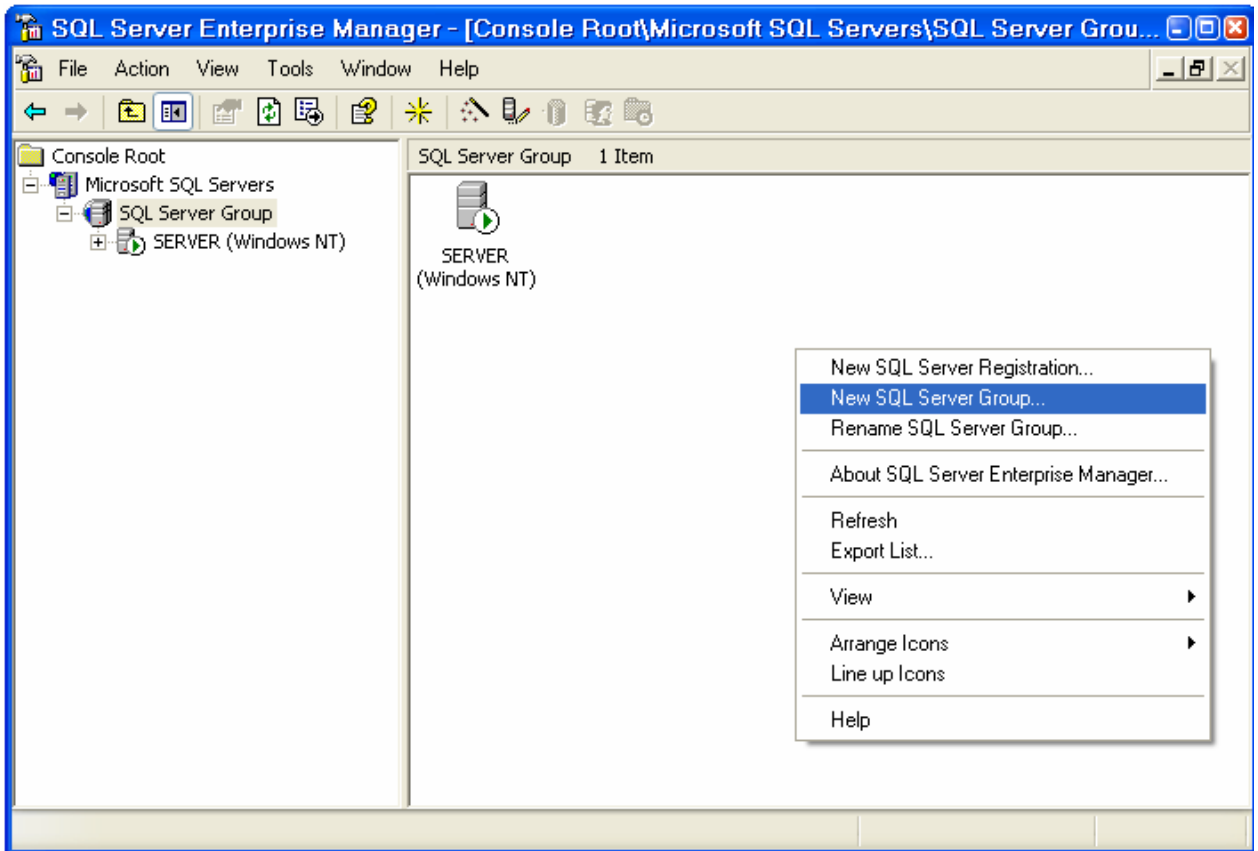 SQL Server Enterprise Manager - [Console Root\Microsoft SQL Servers\SQL Server Grou...
File Action View Tools Window Help
Console Root
Microsoft SQL Servers
SQL Server Group
SERVER (Windows NT)
SQL Server Group 1 Item
SERVER
(Windows NT)
New SQL Server Registration...
New SQL Server Group...
Rename SQL Server Group...
About SQL Server Enterprise Manager...
Refresh
Export List...
View
Arrange Icons
Line up Icons
Help